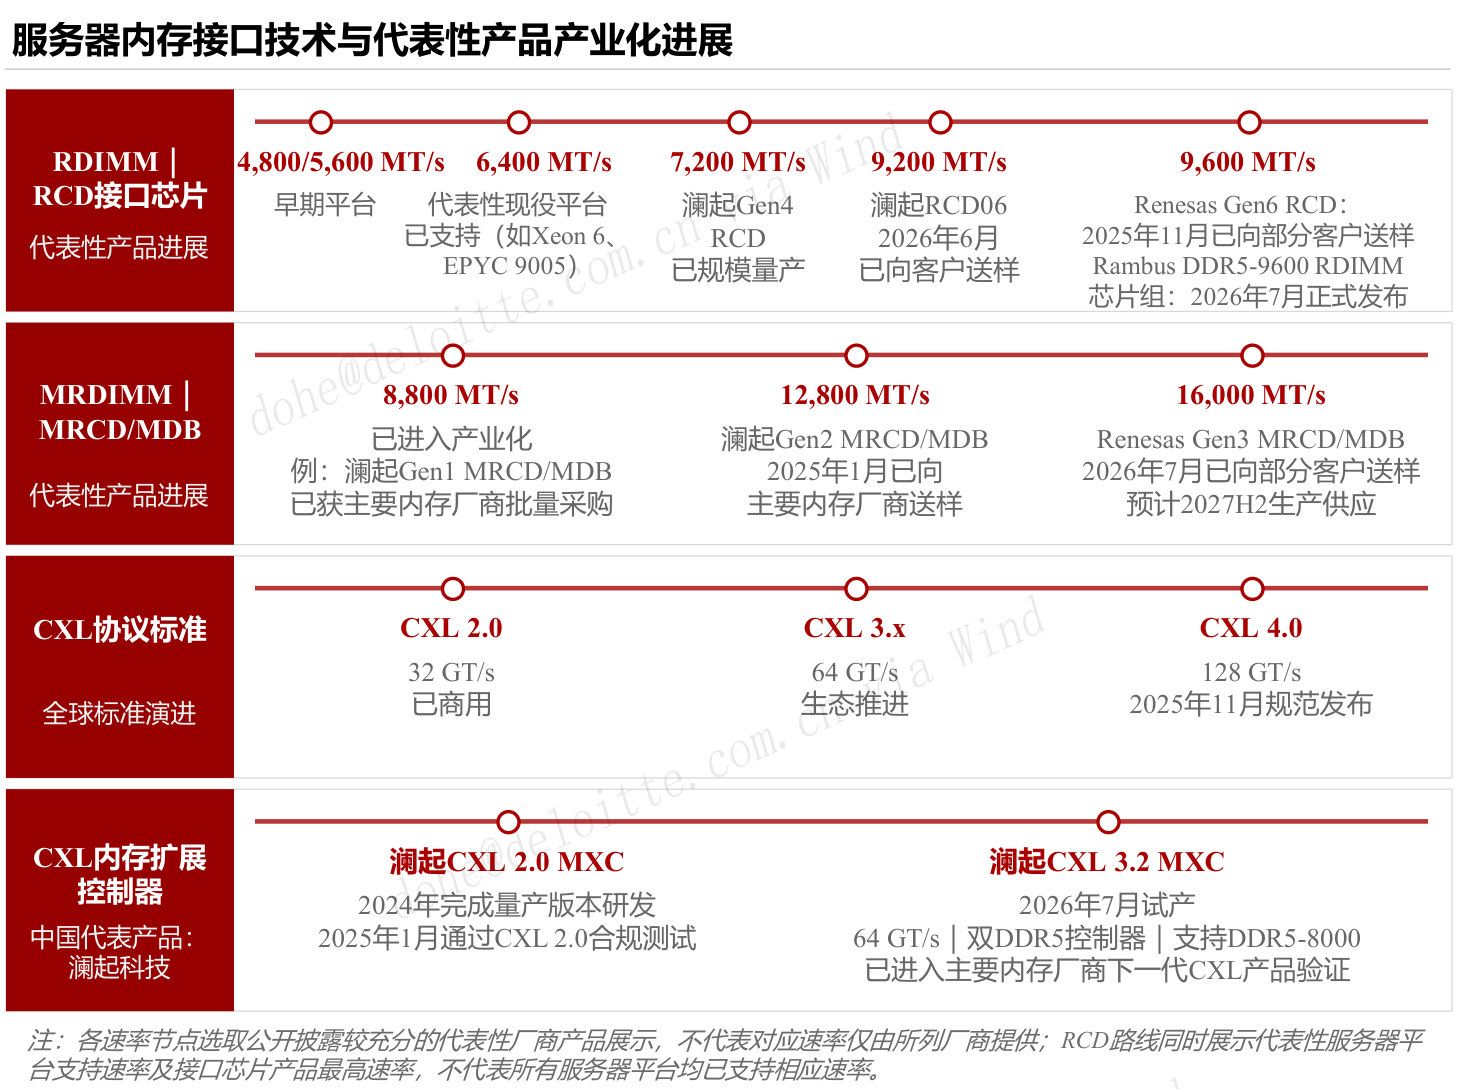 服务器内存接口技术与代表性产品产业化进展
RDIMM｜
RCD接口芯片
代表性产品进展
4,800/5,600 MT/s
早期平台
6,400 MT/s
代表性现役平台
已支持（如Xeon 6、
EPYC 9005）
7,200 MT/s
澜起Gen4
RCD
已规模量产
9,200 MT/s
澜起RCD06
2026年6月
已向客户送样
9,600 MT/s
Renesas Gen6 RCD：
2025年11月已向部分客户送样
Rambus DDR5-9600 RDIMM
芯片组：2026年7月正式发布
MRDIMM｜
MRCD/MDB
代表性产品进展
8,800 MT/s
已进入产业化
例：澜起Gen1 MRCD/MDB
已获主要内存厂商批量采购
12,800 MT/s
澜起Gen2 MRCD/MDB
2025年1月已向
主要内存厂商送样
16,000 MT/s
Renesas Gen3 MRCD/MDB
2026年7月已向部分客户送样
预计2027H2生产供应
CXL协议标准
全球标准演进
CXL 2.0
32 GT/s
已商用
CXL 3.x
64 GT/s
生态推进
CXL 4.0
128 GT/s
2025年11月规范发布
CXL内存扩展
控制器
中国代表产品：
澜起科技
澜起CXL 2.0 MXC
2024年完成量产版本研发
2025年1月通过CXL 2.0合规测试
澜起CXL 3.2 MXC
2026年7月试产
64 GT/s｜双DDR5控制器｜支持DDR5-8000
已进入主要内存厂商下一代CXL产品验证
注：各速率节点选取公开披露较充分的代表性厂商产品展示，不代表对应速率仅由所列厂商提供；RCD路线同时展示代表性服务器平
台支持速率及接口芯片产品最高速率，不代表所有服务器平台均已支持相应速率。
dohe@deloitte.com.cn via Wind
dohe@deloitte.com.cn via Wind